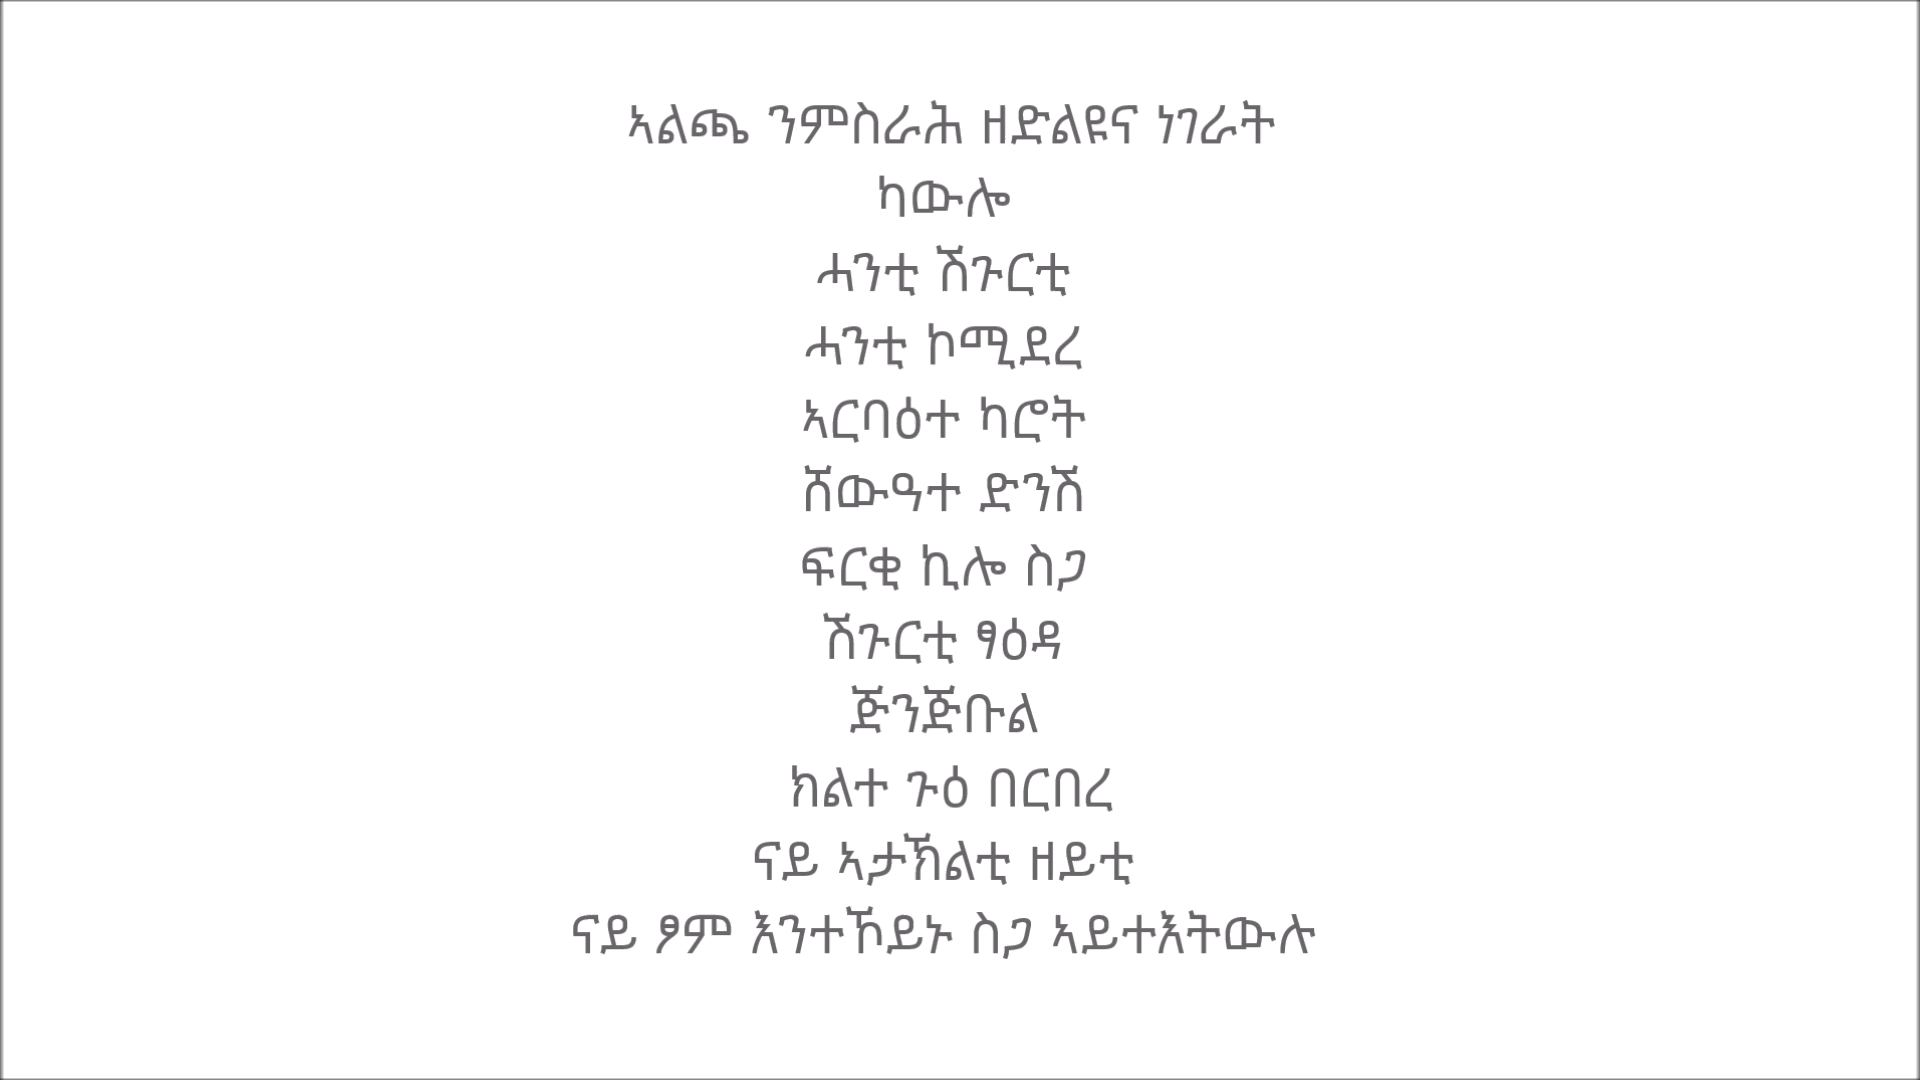 ኣልጫ ንምስራሕ ዘድልዩና ነገራት
ካውሎ
ሓንቲ ሽጉርቲ
ሓንቲ ኮሚደረ
ኣርባዕተ ካሮት
ሸውዓተ ድንሽ
ፍርቂ ኪሎ ስጋ
ሽጉርቲ ፃዕዳ
ጅንጅቡል
ክልተ ጉዕ በርበረ
ናይ ኣታኽልቲ ዘይቲ
ናይ ፆም እንተኾይኑ ስጋ ኣይተእትውሉ